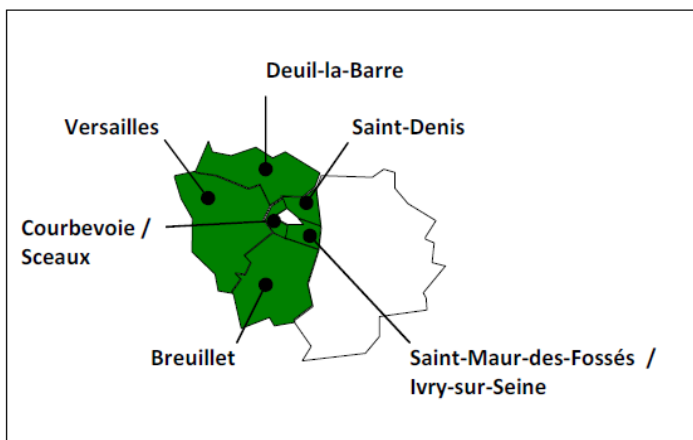 Deuil-la-Barre
Versailles
Saint-Denis
Courbevoie /
Sceaux
Breuillet
Saint-Maur-des-Fossés /
Ivry-sur-Seine